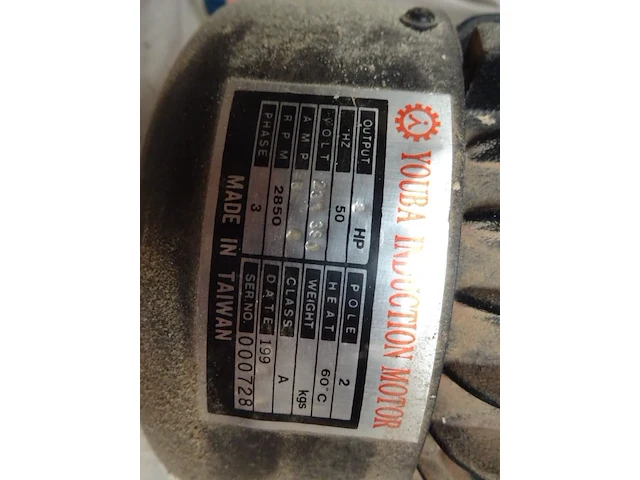 YOUBA INDUCTION MOTOR
OUTPUT HP POLE 2
HZ 50 HEAT 60°C
VOLT WEIGHT kgs
AMP CLASS A
RPM 2850 DATE 199
PHASE 3 SER.NO. 000728
MADE IN TAIWAN